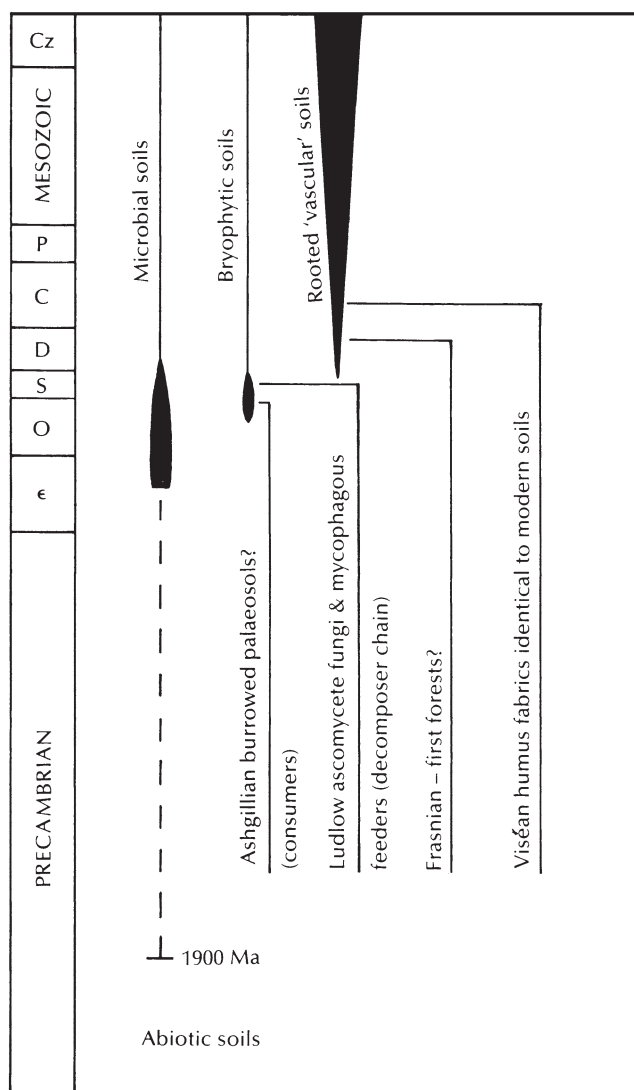 Cz
MESOZOIC
P
C
D
S
O
ϵ
PRECAMBRIAN
Microbial soils
Bryophytic soils
Rooted ‘vascular’ soils
Ashgillian burrowed palaeosols?
(consumers)
Ludlow ascomycete fungi & mycophagous
feeders (decomposer chain)
Frasnian – first forests?
Viséan humus fabrics identical to modern soils
1900 Ma
Abiotic soils